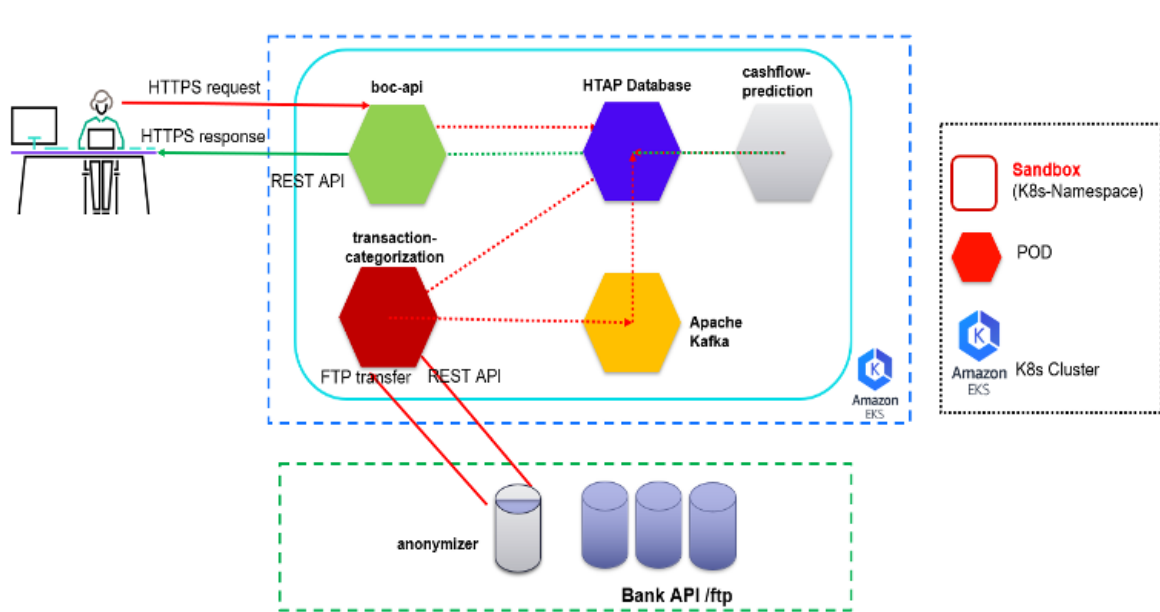 HTTPS request
HTTPS response
REST API
boc-api
HTAP Database
cashflow-
prediction
transaction-
categorization
Apache
Kafka
FTP transfer
REST API
Amazon
EKS
anonymizer
Bank API /ftp
Sandbox
(K8s-Namespace)
POD
K
Amazon
EKS
K8s Cluster
K